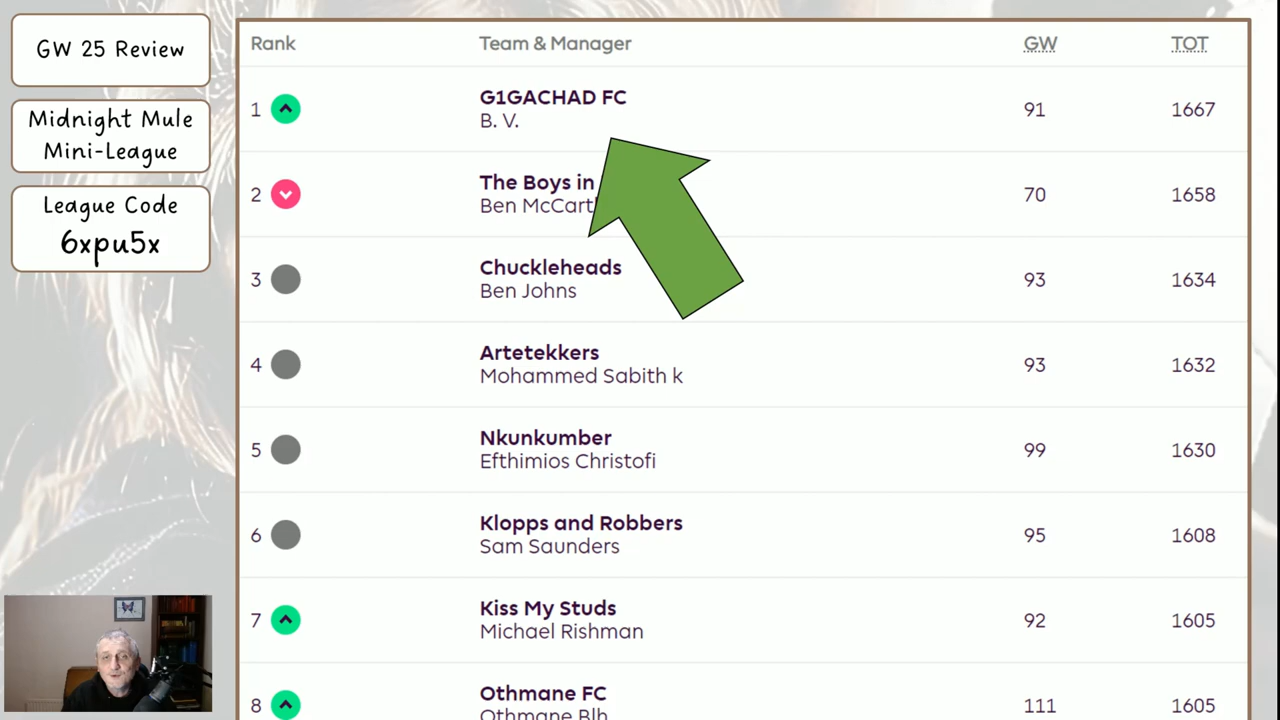 GW 25 Review
Midnight Mule
Mini-League
League Code
6xpu5x
Rank Team & Manager GW TOT
1 G1GACHAD FC 91 1667
B. V.
2 The Boys in 70 1658
Ben
3 Chuckleheads 93 1634
Ben Johns
4 Artetekkers 93 1632
Mohammed Sabith k
5 Nkunkumber 99 1630
Efthimios Christofi
6 Klopps and Robbers 95 1608
Sam Saunders
7 Kiss My Studs 92 1605
Michael Rishman
8 Othmane FC 111 1605
Othmane Blb